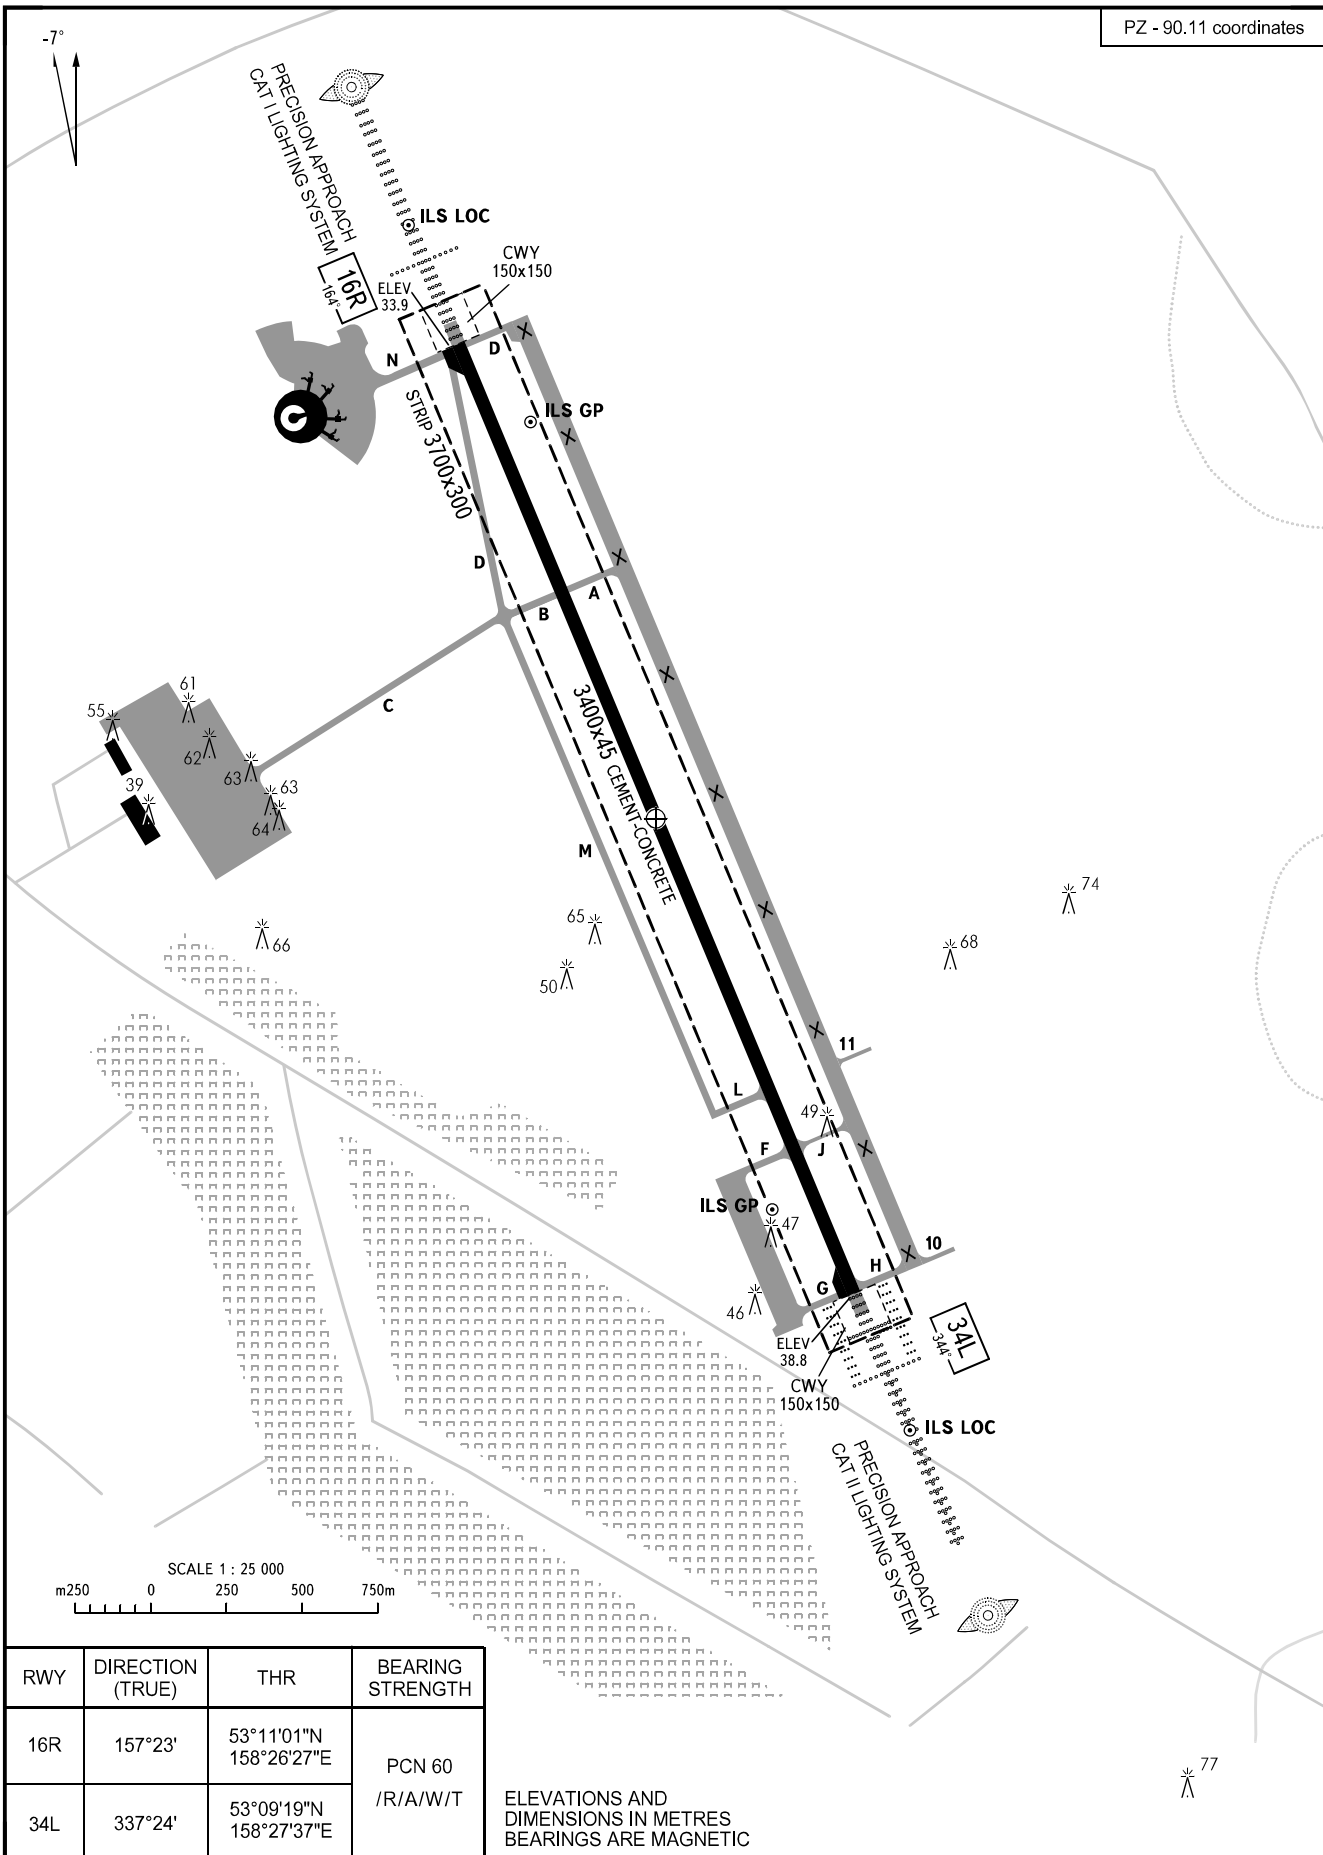 PZ - 90.11 coordinates
-7°
PRECISION APPROACH
CAT I LIGHTING SYSTEM
ILS LOC
16R
164°
CWY
150x150
ELEV
33.9
N
D
STRIP 3700x300
ILS GP
D
B
A
C
3400x45 CEMENT-CONCRETE
61
55
62
63
63
39
64
M
65
66
50
74
68
11
L
49
F
J
ILS GP
47
10
H
G
46
34L
344°
ELEV
38.8
CWY
150x150
ILS LOC
PRECISION APPROACH
CAT II LIGHTING SYSTEM
SCALE 1 : 25 000
m250 0 250 500 750m
RWY DIRECTION (TRUE) THR BEARING STRENGTH
16R 157°23' 53°11'01"N 158°26'27"E
PCN 60
/R/A/W/T
34L 337°24' 53°09'19"N 158°27'37"E
ELEVATIONS AND
DIMENSIONS IN METRES
BEARINGS ARE MAGNETIC
77